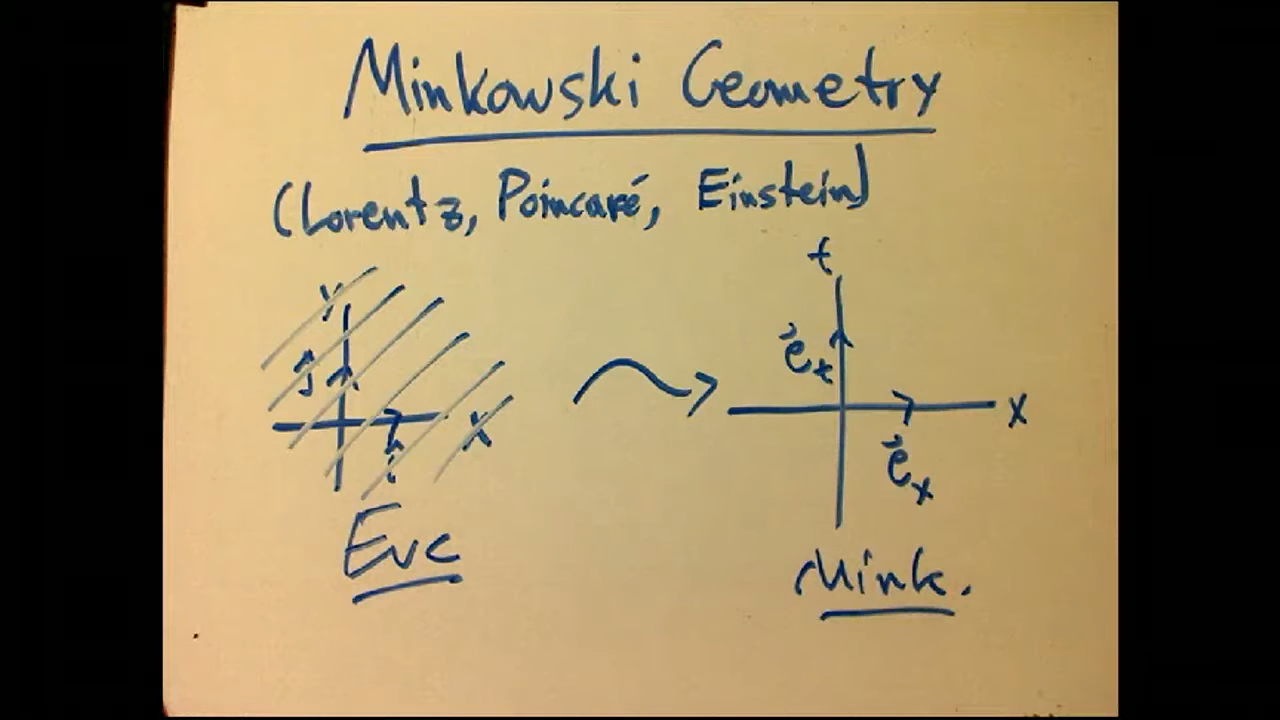 Minkowski Geometry
(Lorentz, Poincaré, Einstein)
y
ĵ
x
î
Euc
t
e⃗t
x
e⃗x
Mink.